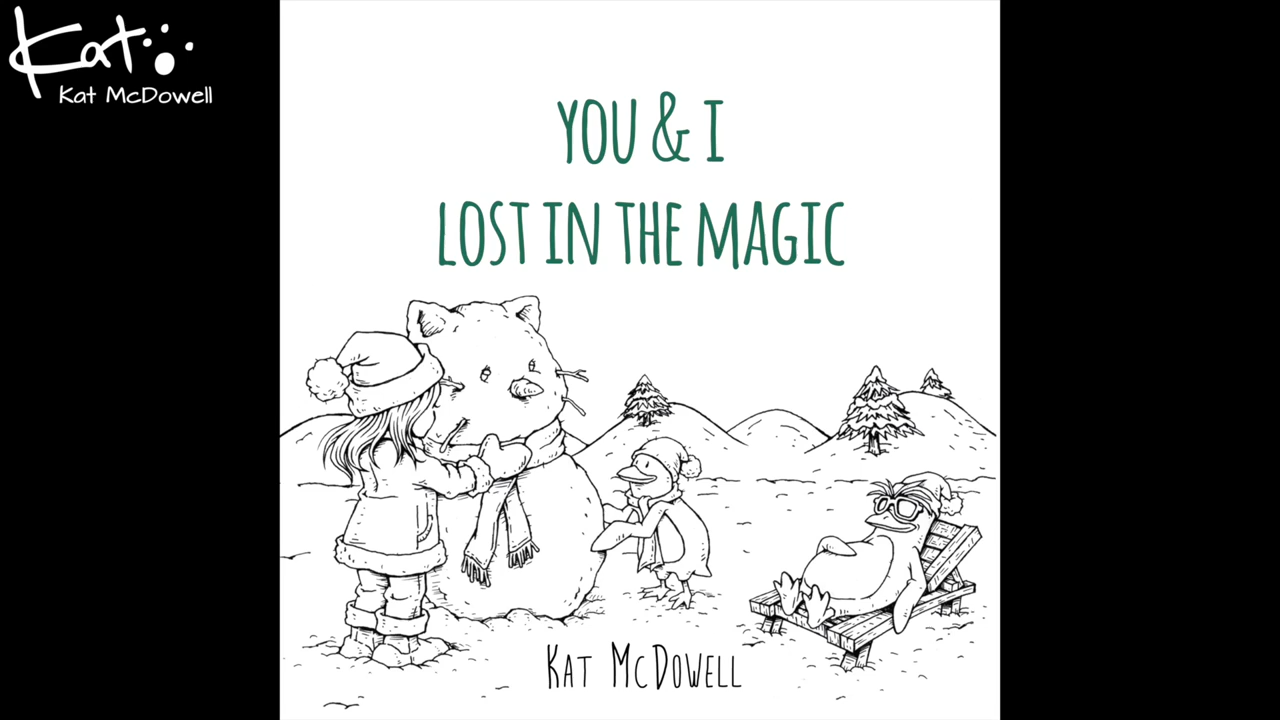 Kat
Kat McDowell
YOU & I
LOST IN THE MAGIC
KAT MCDOWELL